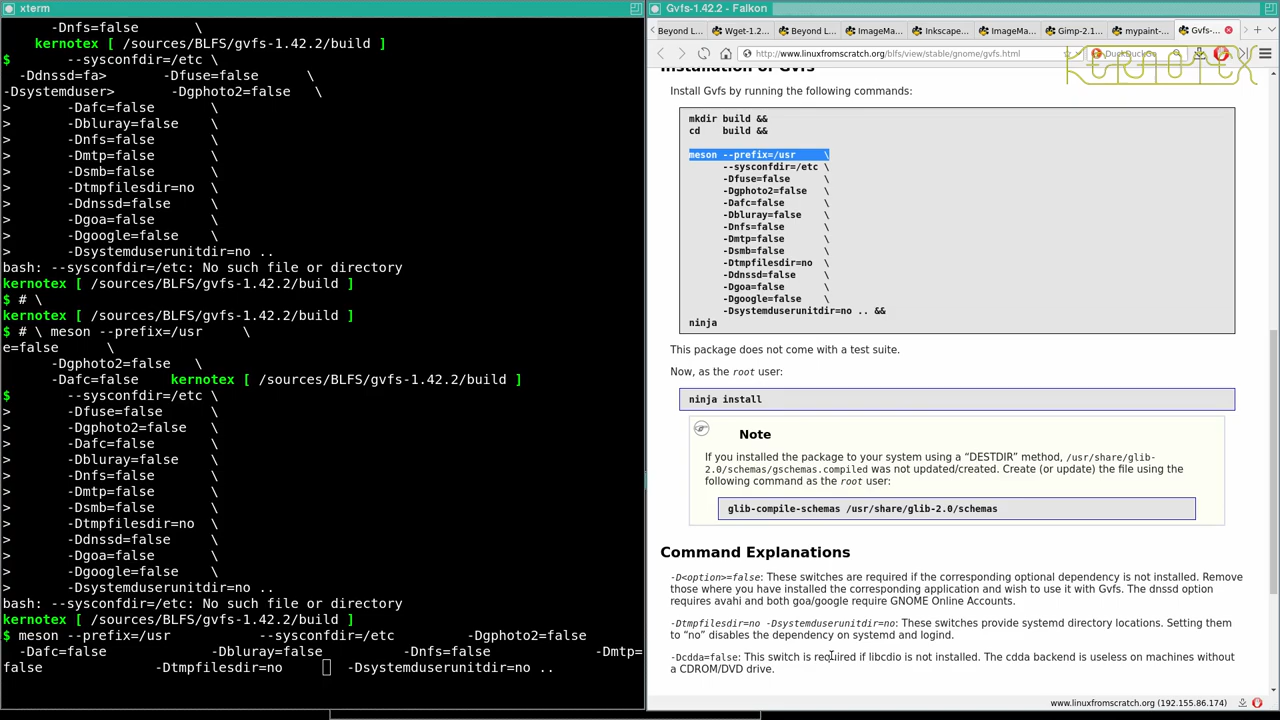 xterm
-Dnfs=false \
kernotex [ /sources/BLFS/gvfs-1.42.2/build ]
$ --sysconfdir=/etc \
-Ddnssd=fa> -Dfuse=false \
-Dsystemduser> -Dgphoto2=false \
> -Dafc=false \
> -Dbluray=false \
> -Dnfs=false \
> -Dmtp=false \
> -Dsmb=false \
> -Dtmpfilesdir=no \
> -Ddnssd=false \
> -Dgoa=false \
> -Dgoogle=false \
> -Dsystemduserunitdir=no ..
bash: --sysconfdir=/etc: No such file or directory
kernotex [ /sources/BLFS/gvfs-1.42.2/build ]
$ # \
kernotex [ /sources/BLFS/gvfs-1.42.2/build ]
$ # \ meson --prefix=/usr \
e=false \
-Dgphoto2=false \
-Dafc=false kernotex [ /sources/BLFS/gvfs-1.42.2/build ]
$ --sysconfdir=/etc \
> -Dfuse=false \
> -Dgphoto2=false \
> -Dafc=false \
> -Dbluray=false \
> -Dnfs=false \
> -Dmtp=false \
> -Dsmb=false \
> -Dtmpfilesdir=no \
> -Ddnssd=false \
> -Dgoa=false \
> -Dgoogle=false \
> -Dsystemduserunitdir=no ..
bash: --sysconfdir=/etc: No such file or directory
kernotex [ /sources/BLFS/gvfs-1.42.2/build ]
$ meson --prefix=/usr --sysconfdir=/etc -Dgphoto2=false
-Dafc=false -Dbluray=false -Dnfs=false -Dmtp=
false -Dtmpfilesdir=no -Dsystemduserunitdir=no ..
Gvfs-1.42.2 - Falkon
Beyond L... Wget-1.2... Beyond L... ImageMa... Inkscape... ImageMa... Gimp-2.1... mypaint-... Gvfs-...
http://www.linuxfromscratch.org/blfs/view/stable/gnome/gvfs.html
DuckDuckGo
KERNOTEX
Installation of Gvfs
Install Gvfs by running the following commands:
mkdir build &&
cd build &&
meson --prefix=/usr \
--sysconfdir=/etc \
-Dfuse=false \
-Dgphoto2=false \
-Dafc=false \
-Dbluray=false \
-Dnfs=false \
-Dmtp=false \
-Dsmb=false \
-Dtmpfilesdir=no \
-Ddnssd=false \
-Dgoa=false \
-Dgoogle=false \
-Dsystemduserunitdir=no .. &&
ninja
This package does not come with a test suite.
Now, as the root user:
ninja install
Note
If you installed the package to your system using a “DESTDIR” method, /usr/share/glib-
2.0/schemas/gschemas.compiled was not updated/created. Create (or update) the file using the
following command as the root user:
glib-compile-schemas /usr/share/glib-2.0/schemas
Command Explanations
-D<option>=false: These switches are required if the corresponding optional dependency is not installed. Remove
those where you have installed the corresponding application and wish to use it with Gvfs. The dnssd option
requires avahi and both goa/google require GNOME Online Accounts.
-Dtmpfilesdir=no -Dsystemduserunitdir=no: These switches provide systemd directory locations. Setting them
to “no” disables the dependency on systemd and logind.
-Dcdda=false: This switch is required if libcdio is not installed. The cdda backend is useless on machines without
a CDROM/DVD drive.
www.linuxfromscratch.org (192.155.86.174)